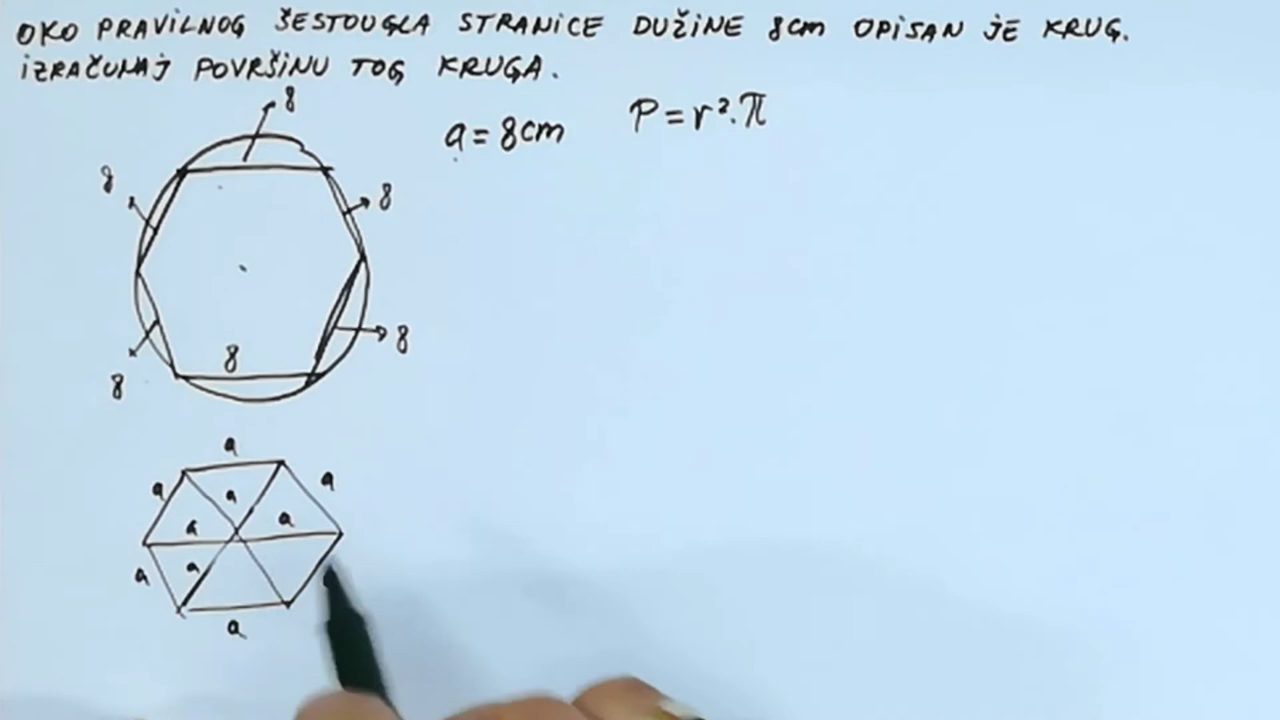 OKO PRAVILNOG ŠESTOUGLA STRANICE DUŽINE 8cm OPISAN JE KRUG.
IZRAČUNAJ POVRŠINU TOG KRUGA.
a = 8cm P = r². π
8
8
8
8
8
8
a
a
a
a
a
a
a
a
a